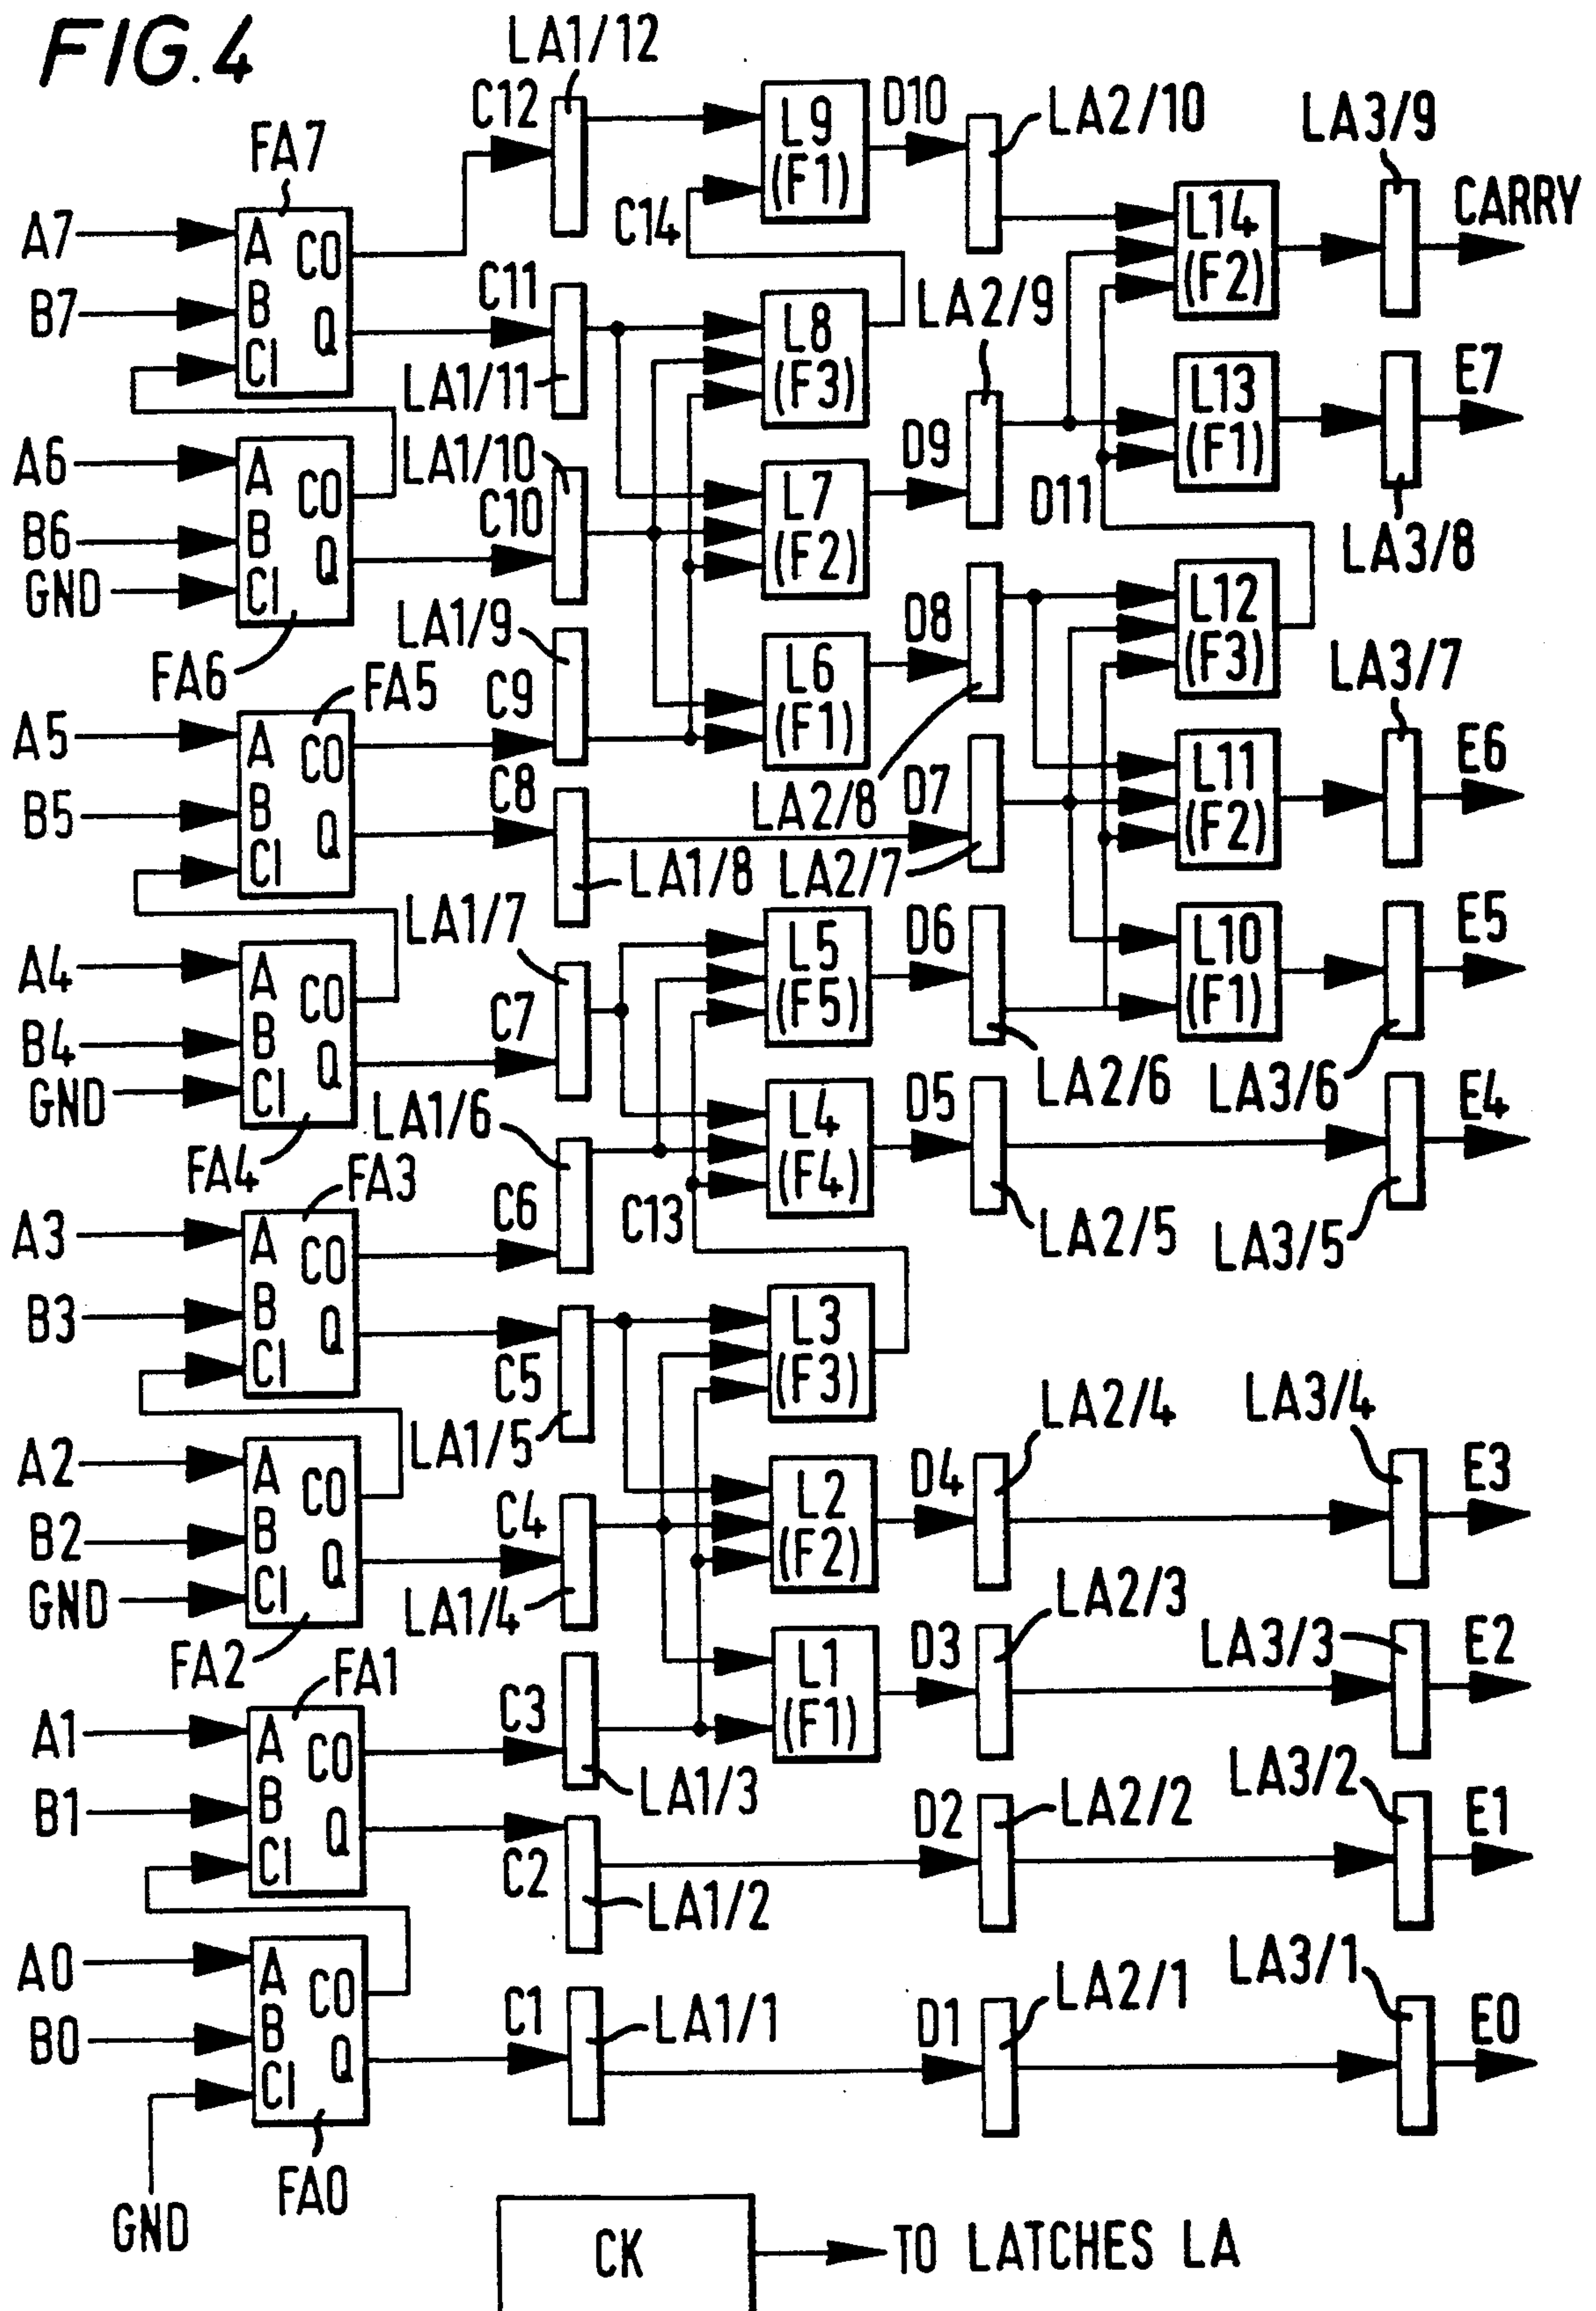 FIG. 4
LA1/12
C12
L9
(F1)
D10
LA2/10
LA3/9
CARRY
FA7
A7
A
CO
B7
B
Q
CI
C14
L14
(F2)
C11
LA1/11
L8
(F3)
LA2/9
L13
(F1)
E7
LA3/8
A6
A
CO
B6
B
Q
GND
CI
FA6
LA1/10
C10
L7
(F2)
D9
D11
LA1/9
C9
L6
(F1)
D8
LA2/8
L12
(F3)
LA3/7
FA5
A5
A
CO
B5
B
Q
CI
C8
LA1/8
D7
LA2/7
L11
(F2)
E6
LA1/7
A4
A
CO
B4
B
Q
GND
CI
FA4
C7
L5
(F5)
D6
LA2/6
L10
(F1)
E5
LA3/6
LA1/6
L4
(F4)
D5
LA2/5
E4
LA3/5
FA3
A3
A
CO
B3
B
Q
CI
C6
C13
C5
LA1/5
L3
(F3)
A2
A
CO
B2
B
Q
GND
CI
FA2
C4
LA1/4
L2
(F2)
D4
LA2/4
LA3/4
E3
FA1
A1
A
CO
B1
B
Q
CI
C3
LA1/3
L1
(F1)
D3
LA2/3
LA3/3
E2
C2
LA1/2
D2
LA2/2
LA3/2
E1
A0
A
CO
B0
B
Q
CI
GND
FA0
C1
LA1/1
D1
LA2/1
LA3/1
E0
CK
TO LATCHES LA